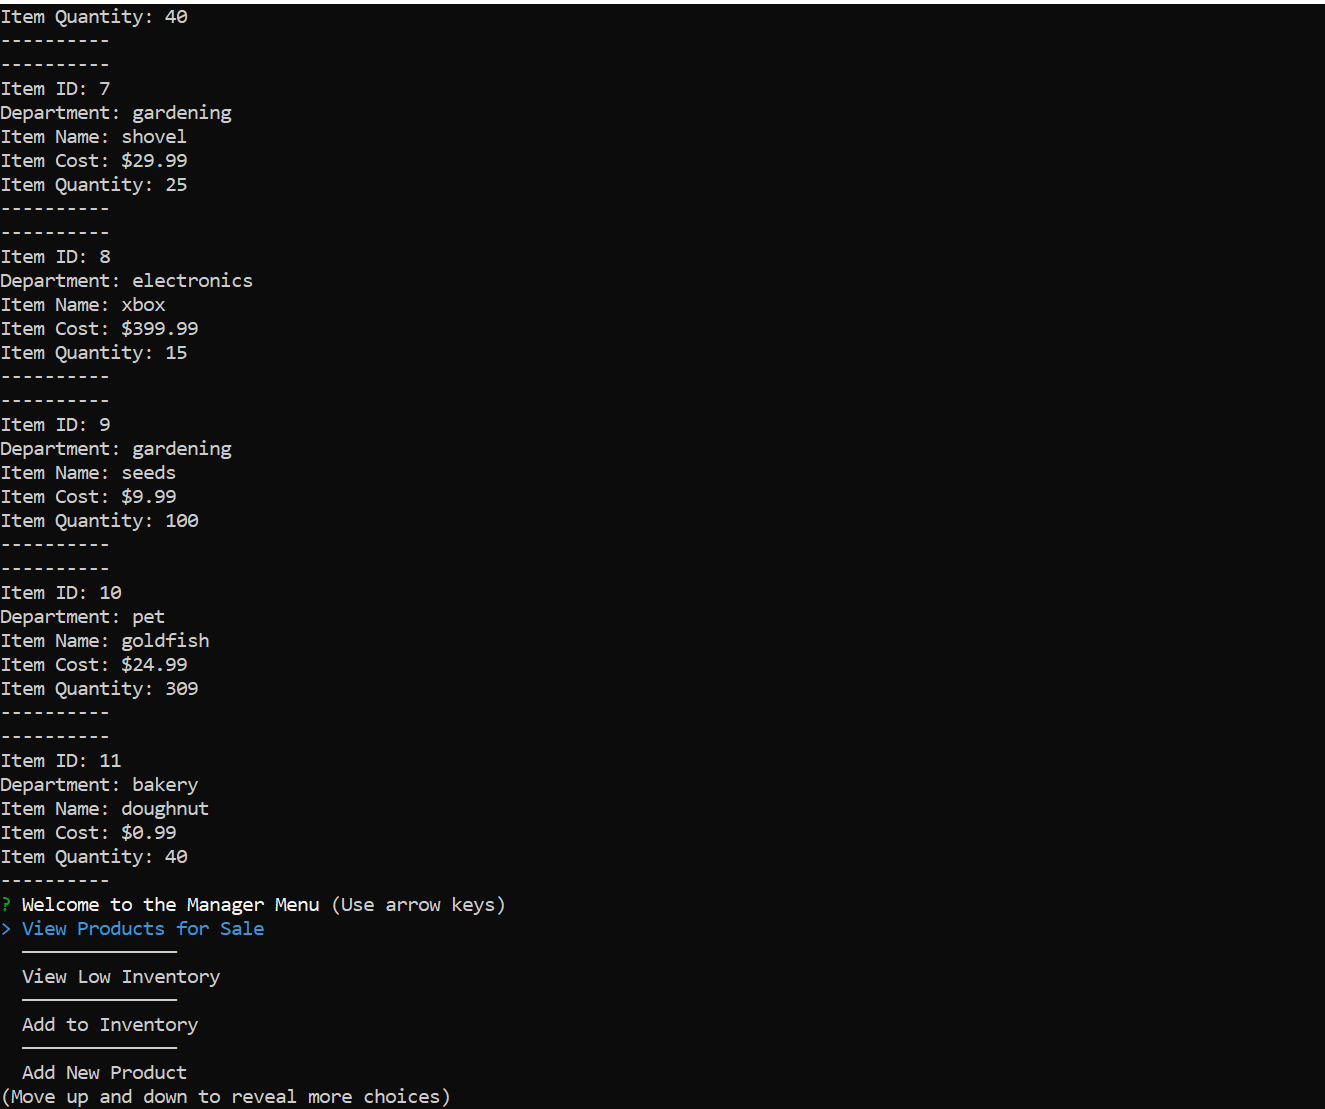 Item Quantity: 40
----------
----------
Item ID: 7
Department: gardening
Item Name: shovel
Item Cost: $29.99
Item Quantity: 25
----------
----------
Item ID: 8
Department: electronics
Item Name: xbox
Item Cost: $399.99
Item Quantity: 15
----------
----------
Item ID: 9
Department: gardening
Item Name: seeds
Item Cost: $9.99
Item Quantity: 100
----------
----------
Item ID: 10
Department: pet
Item Name: goldfish
Item Cost: $24.99
Item Quantity: 309
----------
----------
Item ID: 11
Department: bakery
Item Name: doughnut
Item Cost: $0.99
Item Quantity: 40
----------
? Welcome to the Manager Menu (Use arrow keys)
> View Products for Sale
──────────────
View Low Inventory
──────────────
Add to Inventory
──────────────
Add New Product
(Move up and down to reveal more choices)